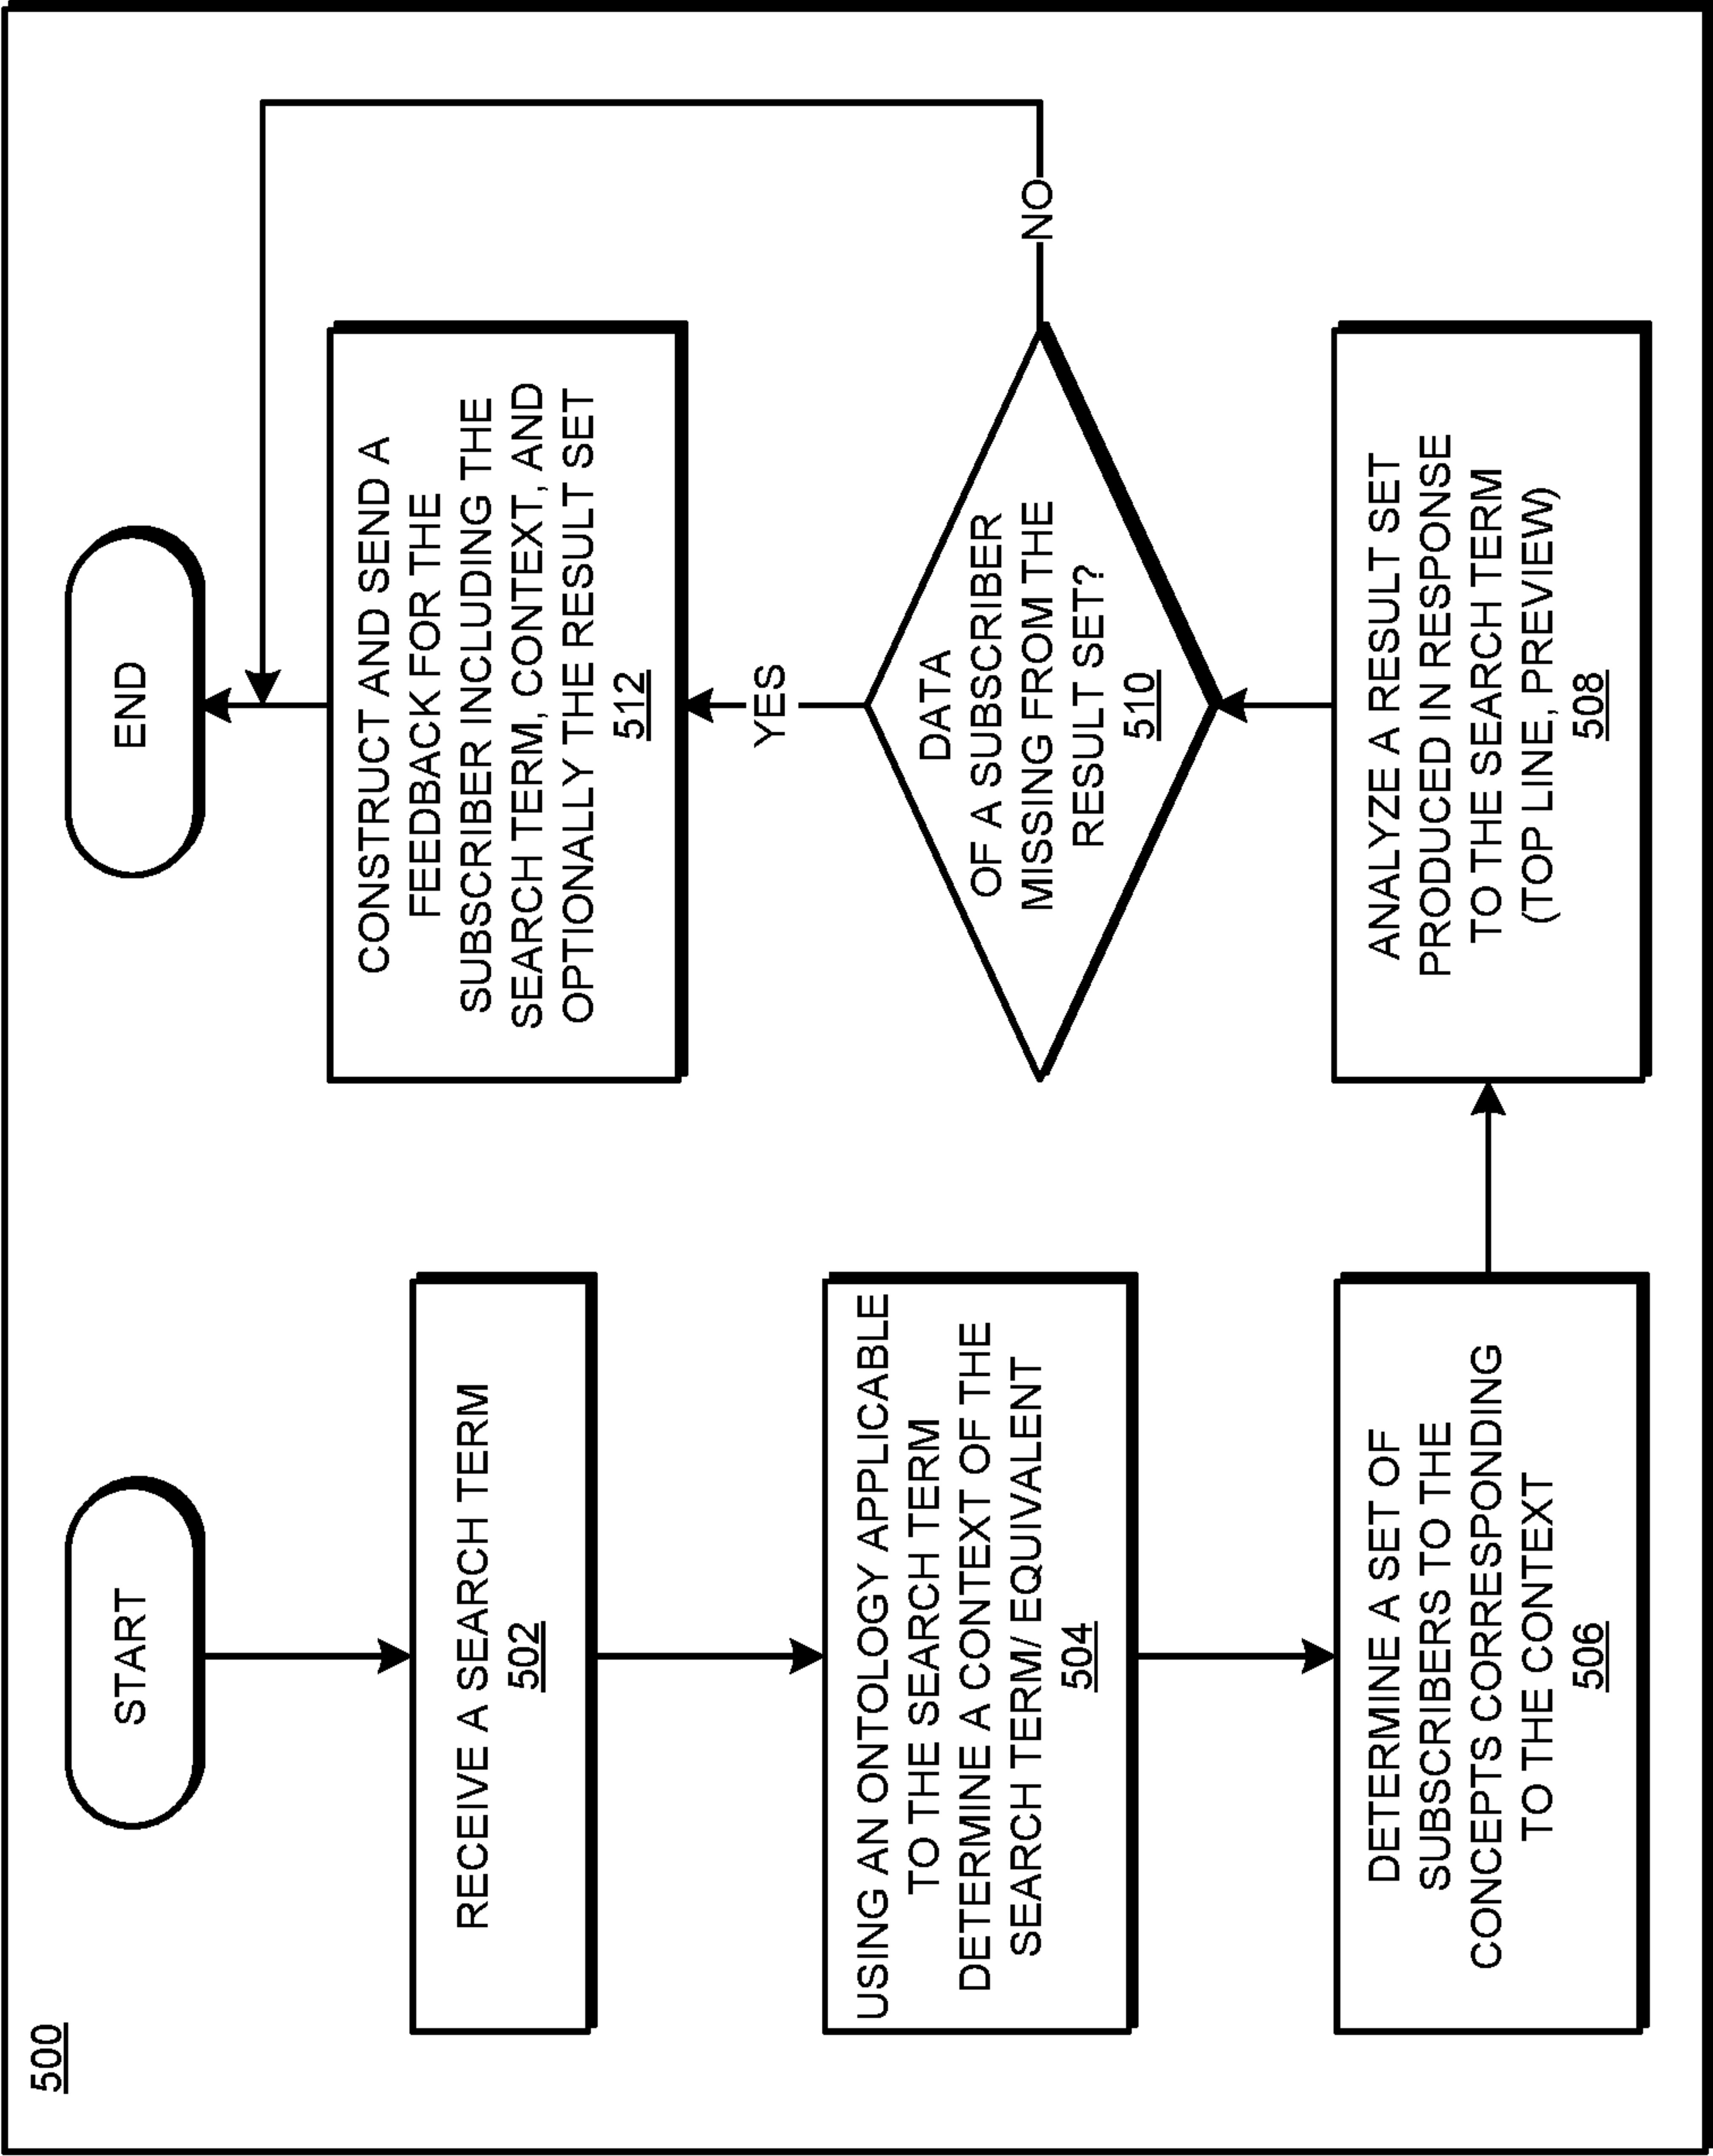 500
START
RECEIVE A SEARCH TERM
502
USING AN ONTOLOGY APPLICABLE
TO THE SEARCH TERM
DETERMINE A CONTEXT OF THE
SEARCH TERM/ EQUIVALENT
504
DETERMINE A SET OF
SUBSCRIBERS TO THE
CONCEPTS CORRESPONDING
TO THE CONTEXT
506
ANALYZE A RESULT SET
PRODUCED IN RESPONSE
TO THE SEARCH TERM
(TOP LINE, PREVIEW)
508
DATA
OF A SUBSCRIBER
MISSING FROM THE
RESULT SET?
510
NO
YES
CONSTRUCT AND SEND A
FEEDBACK FOR THE
SUBSCRIBER INCLUDING THE
SEARCH TERM, CONTEXT, AND
OPTIONALLY THE RESULT SET
512
END